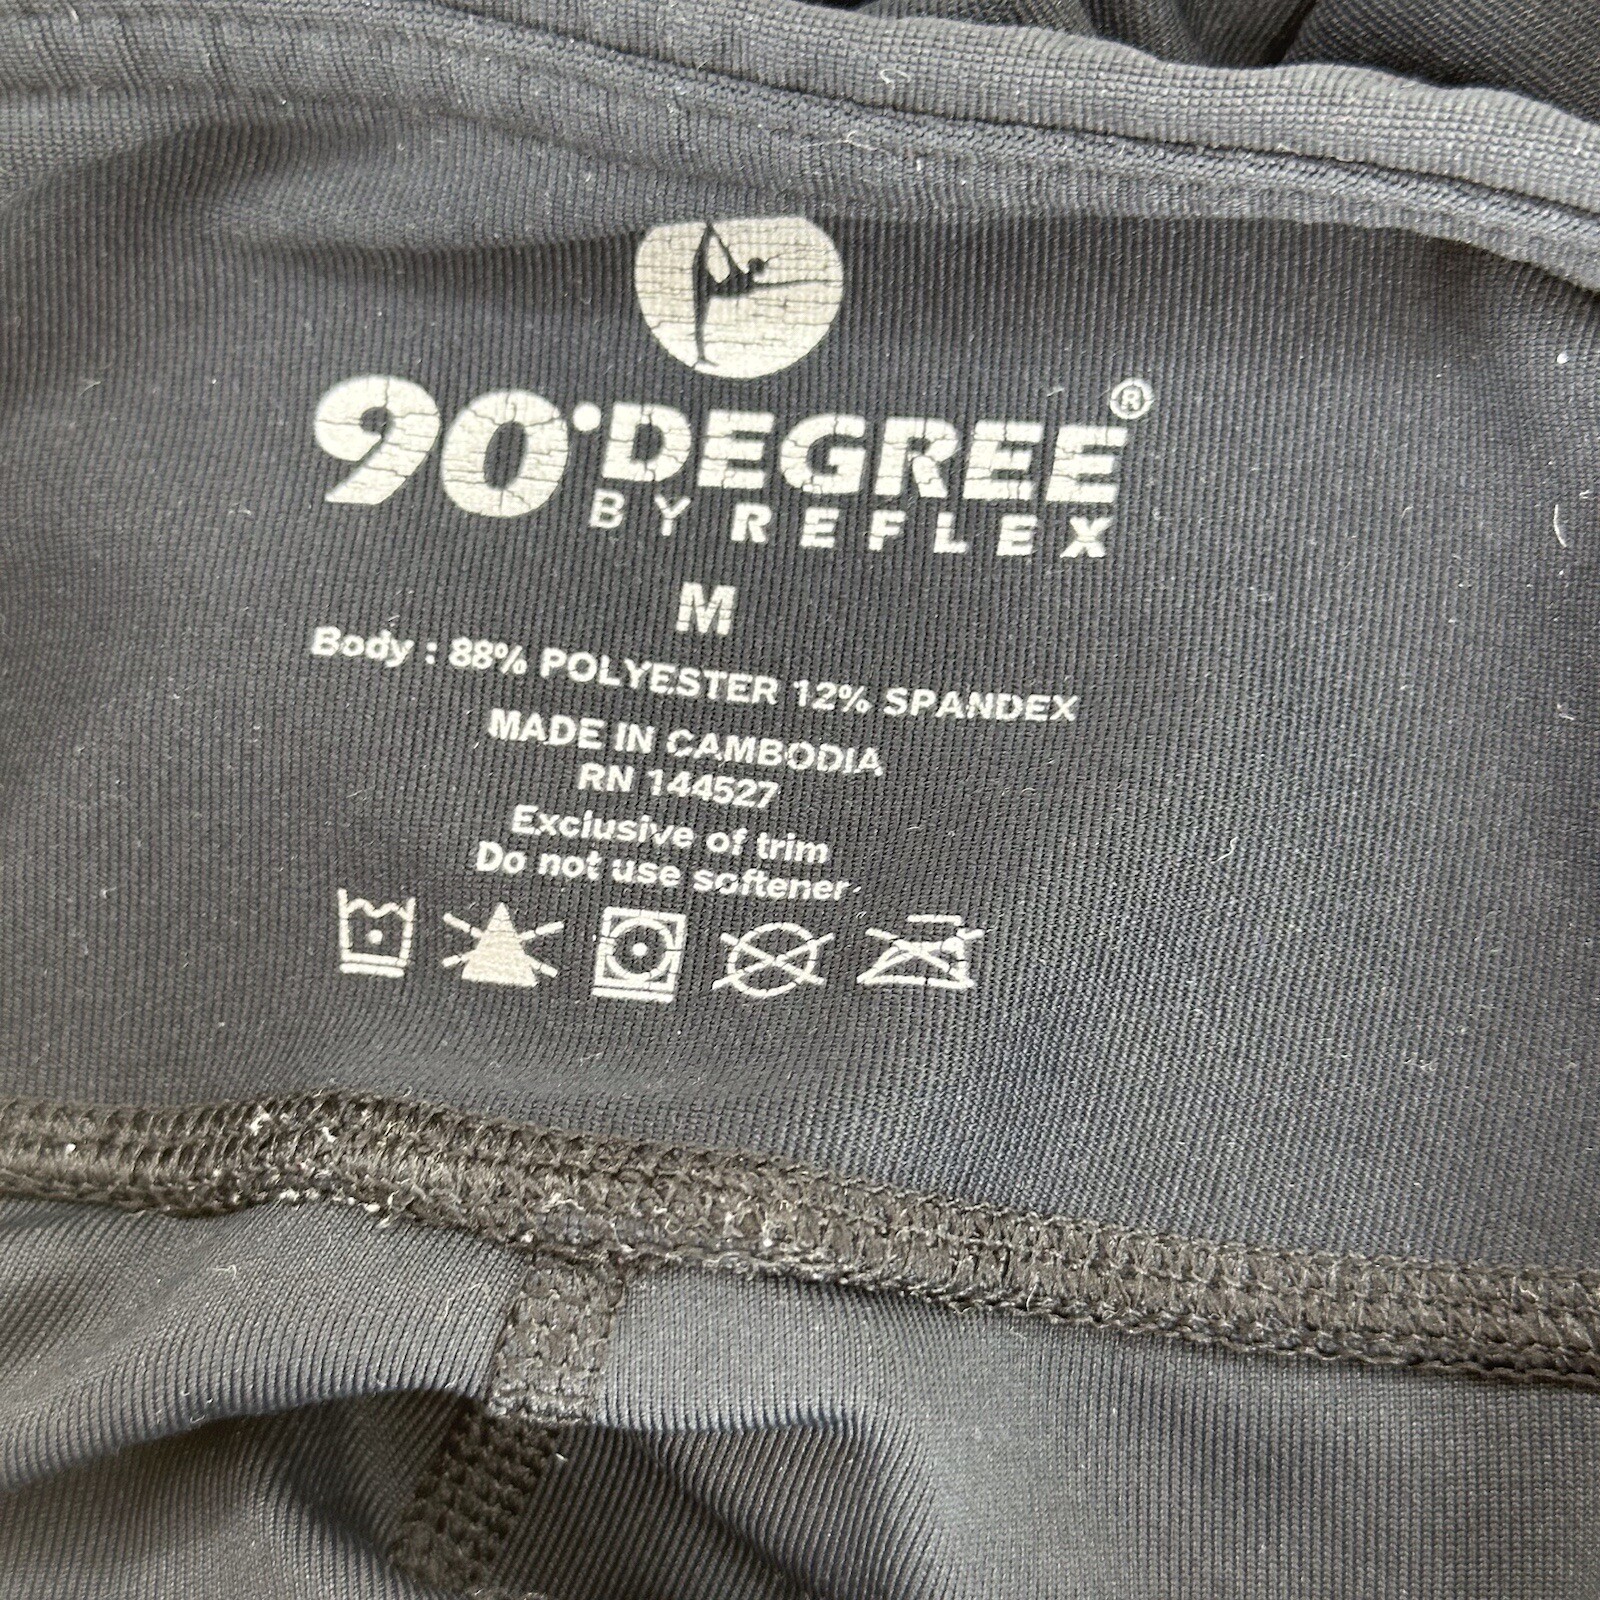 90°DEGREE®
BY REFLEX
M
Body : 88% POLYESTER 12% SPANDEX
MADE IN CAMBODIA
RN 144527
Exclusive of trim
Do not use softener